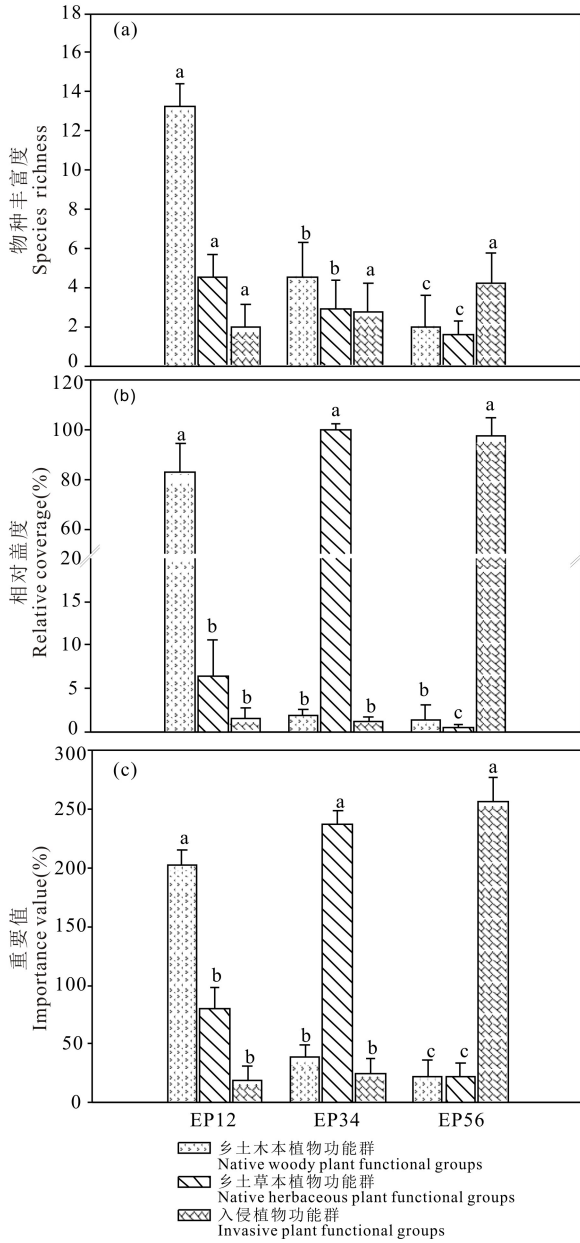 18
(a)
16
14
12
10
8
6
4
2
0
物种丰富度
Species richness
a
a
a
b
b
a
c
c
a
120
(b)
100
80
60
20
15
10
5
0
相对盖度
Relative coverage(%)
a
b
b
b
a
b
b
c
a
300
(c)
250
200
150
100
50
0
重要值
Importance value(%)
a
b
b
b
a
b
c
c
a
EP12 EP34 EP56
乡土木本植物功能群
Native woody plant functional groups
乡土草本植物功能群
Native herbaceous plant functional groups
入侵植物功能群
Invasive plant functional groups